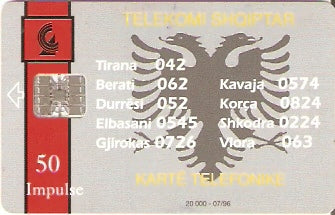 TELEKOMI SHQIPTAR
Tirana 042
Berati 062 Kavaja 0574
Durrësi 052 Korca 0824
Elbasani 0545 Shkodra 0224
Gjirokas 0726 Vlora 063
50
Impulse
KARTË TELEFONIKE
20 000 - 07/96